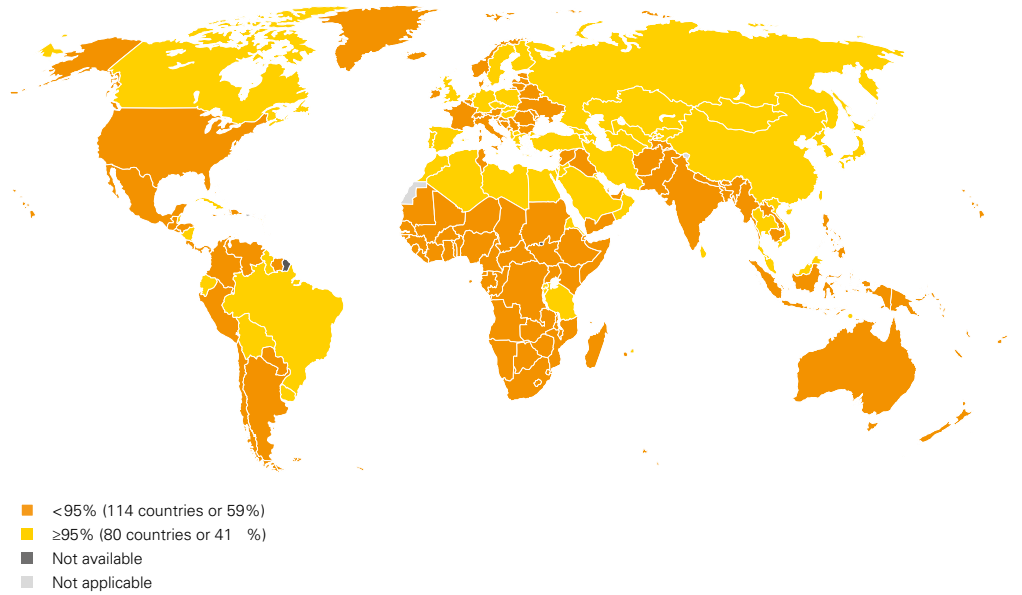 <95% (114 countries or 59%)
≥95% (80 countries or 41 %)
Not available
Not applicable